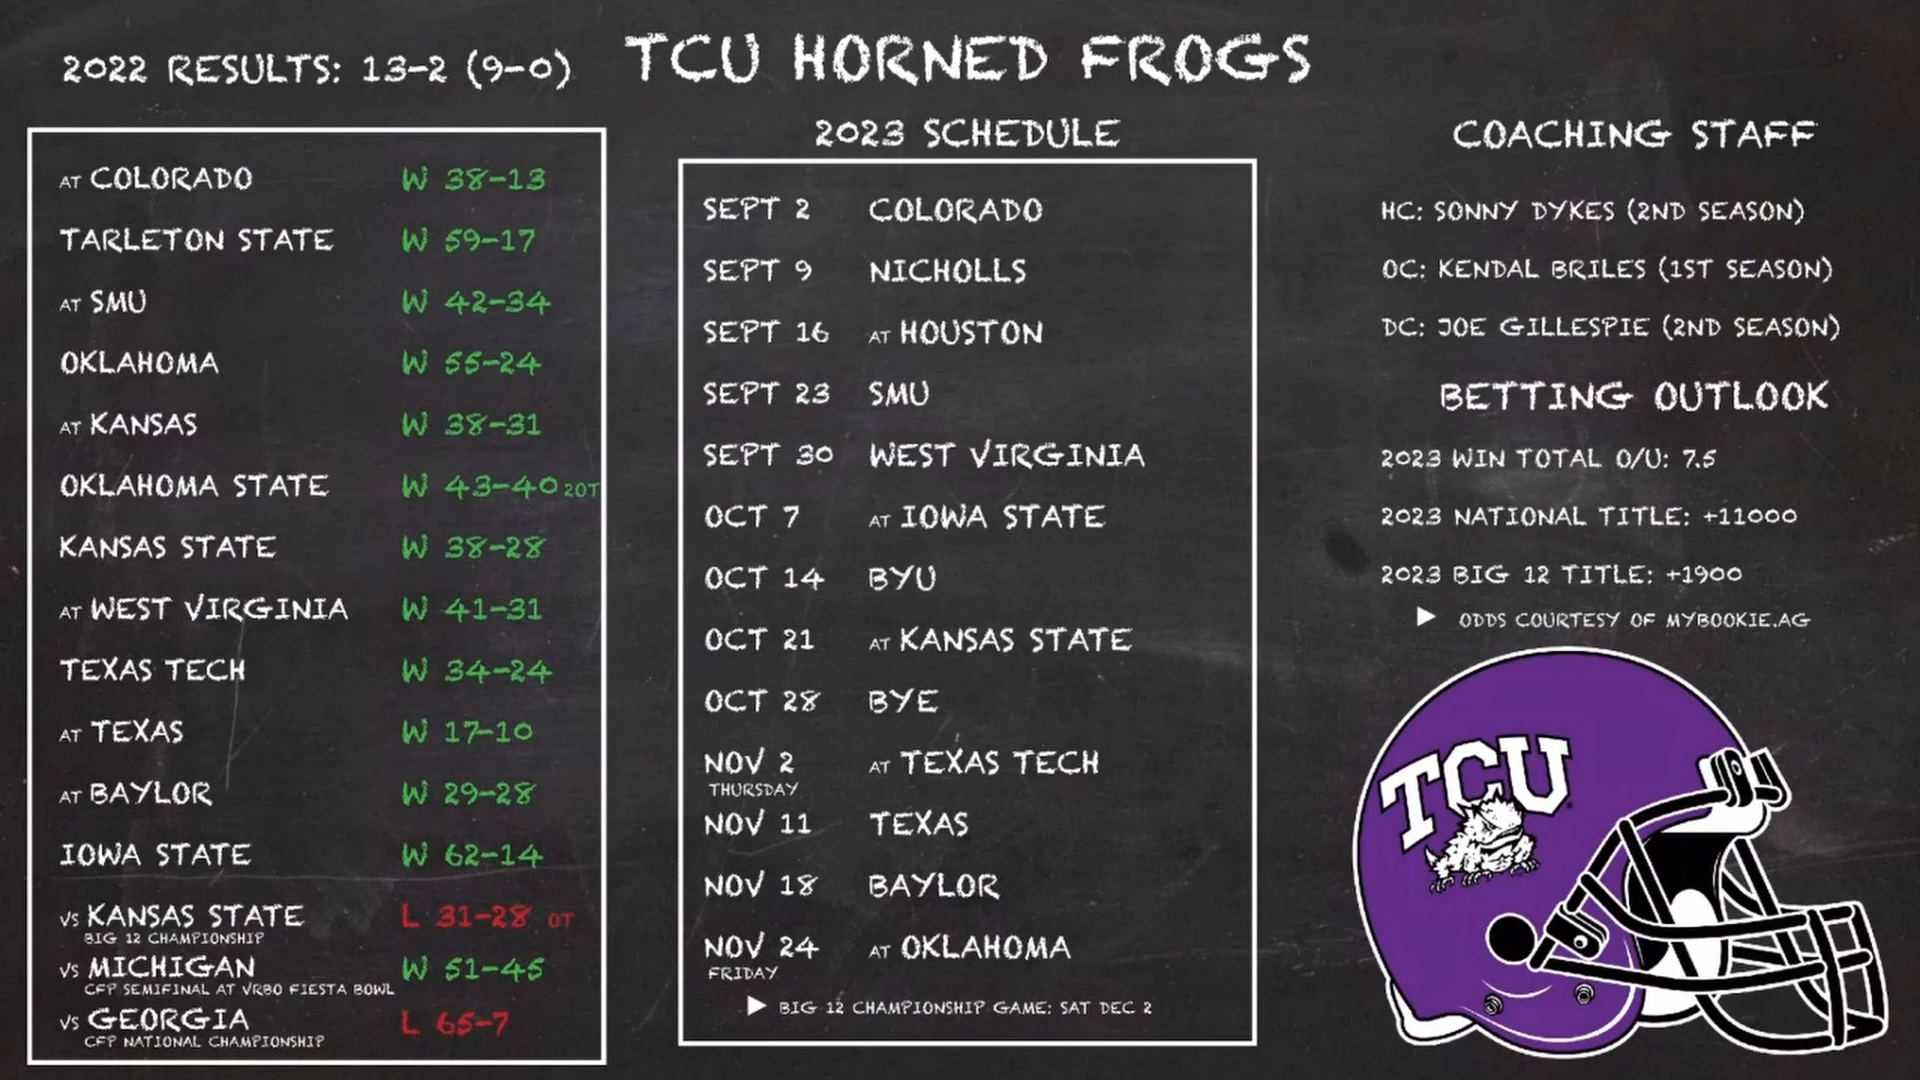 TCU HORNED FROGS
2022 RESULTS: 13-2 (9-0)
AT COLORADO W 38-13
TARLETON STATE W 59-17
AT SMU W 42-34
OKLAHOMA W 55-24
AT KANSAS W 38-31
OKLAHOMA STATE W 43-40 2OT
KANSAS STATE W 38-28
AT WEST VIRGINIA W 41-31
TEXAS TECH W 34-24
AT TEXAS W 17-10
AT BAYLOR W 29-28
IOWA STATE W 62-14
VS KANSAS STATE L 31-28 OT
BIG 12 CHAMPIONSHIP
VS MICHIGAN W 51-45
CFP SEMIFINAL AT VRBO FIESTA BOWL
VS GEORGIA L 65-7
CFP NATIONAL CHAMPIONSHIP
2023 SCHEDULE
SEPT 2 COLORADO
SEPT 9 NICHOLLS
SEPT 16 AT HOUSTON
SEPT 23 SMU
SEPT 30 WEST VIRGINIA
OCT 7 AT IOWA STATE
OCT 14 BYU
OCT 21 AT KANSAS STATE
OCT 28 BYE
NOV 2 AT TEXAS TECH
THURSDAY
NOV 11 TEXAS
NOV 18 BAYLOR
NOV 24 AT OKLAHOMA
FRIDAY
BIG 12 CHAMPIONSHIP GAME: SAT DEC 2
COACHING STAFF
HC: SONNY DYKES (2ND SEASON)
OC: KENDAL BRILES (1ST SEASON)
DC: JOE GILLESPIE (2ND SEASON)
BETTING OUTLOOK
2023 WIN TOTAL O/U: 7.5
2023 NATIONAL TITLE: +11000
2023 BIG 12 TITLE: +1900
ODDS COURTESY OF MYBOOKIE.AG
TCU